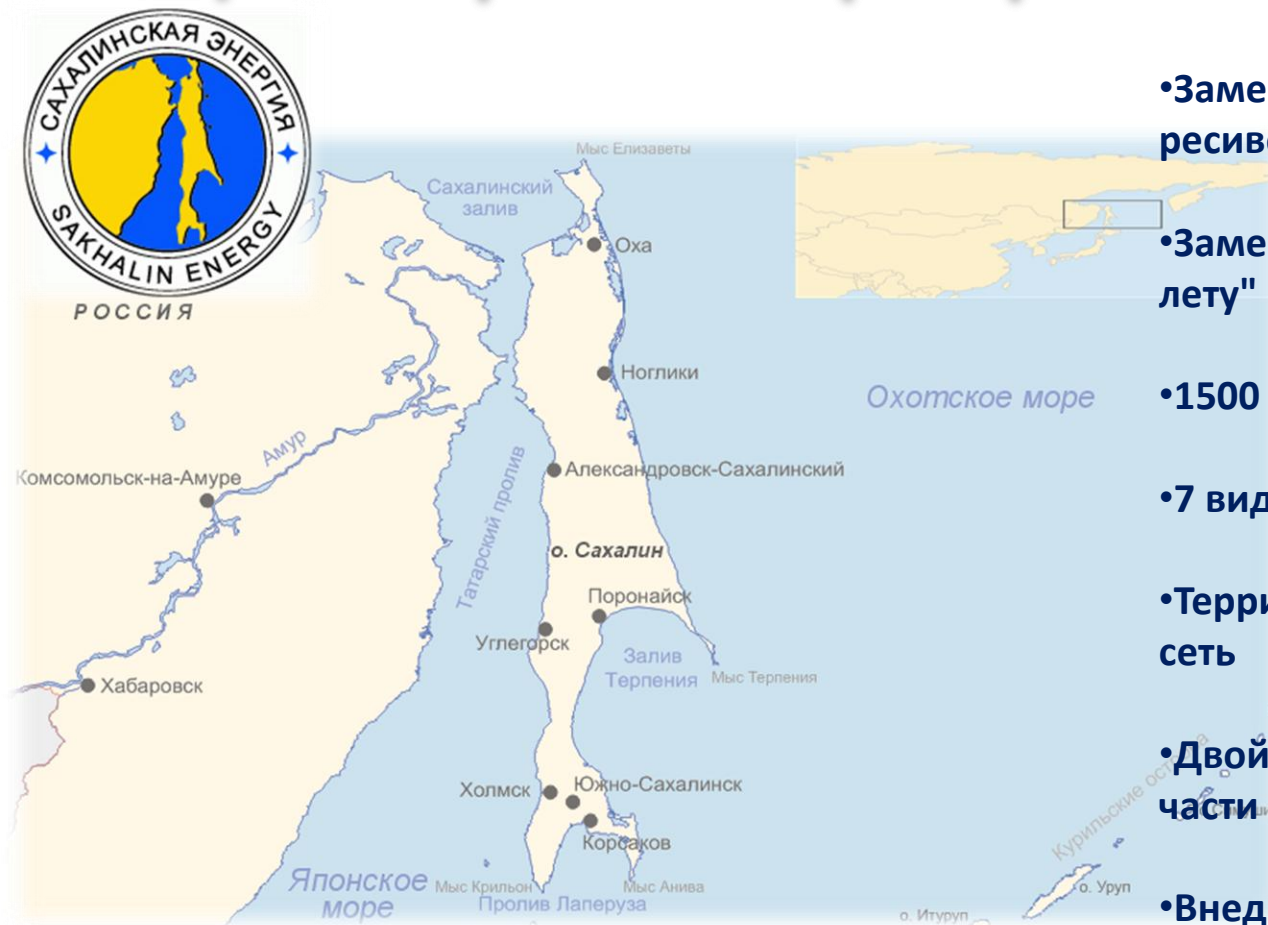 САХАЛИНСКАЯ ЭНЕРГИЯ
SAKHALIN ENERGY
РОССИЯ
Мыс Елизаветы
Сахалинский
залив
Оха
Ноглики
Охотское море
Амур
Комсомольск-на-Амуре
Татарский пролив
Александровск-Сахалинский
о. Сахалин
Поронайск
Углегорск
Залив
Терпения
Мыс Терпения
Хабаровск
Холмск
Южно-Сахалинск
Корсаков
Японское
море
Мыс Крильон
Мыс Анива
Пролив Лаперуза
Курильские острова
о. Уруп
о. Итуруп
•Заме
ресив
•Заме
лету"
•1500
•7 вид
•Терри
сеть
•Двой
части
•Внед